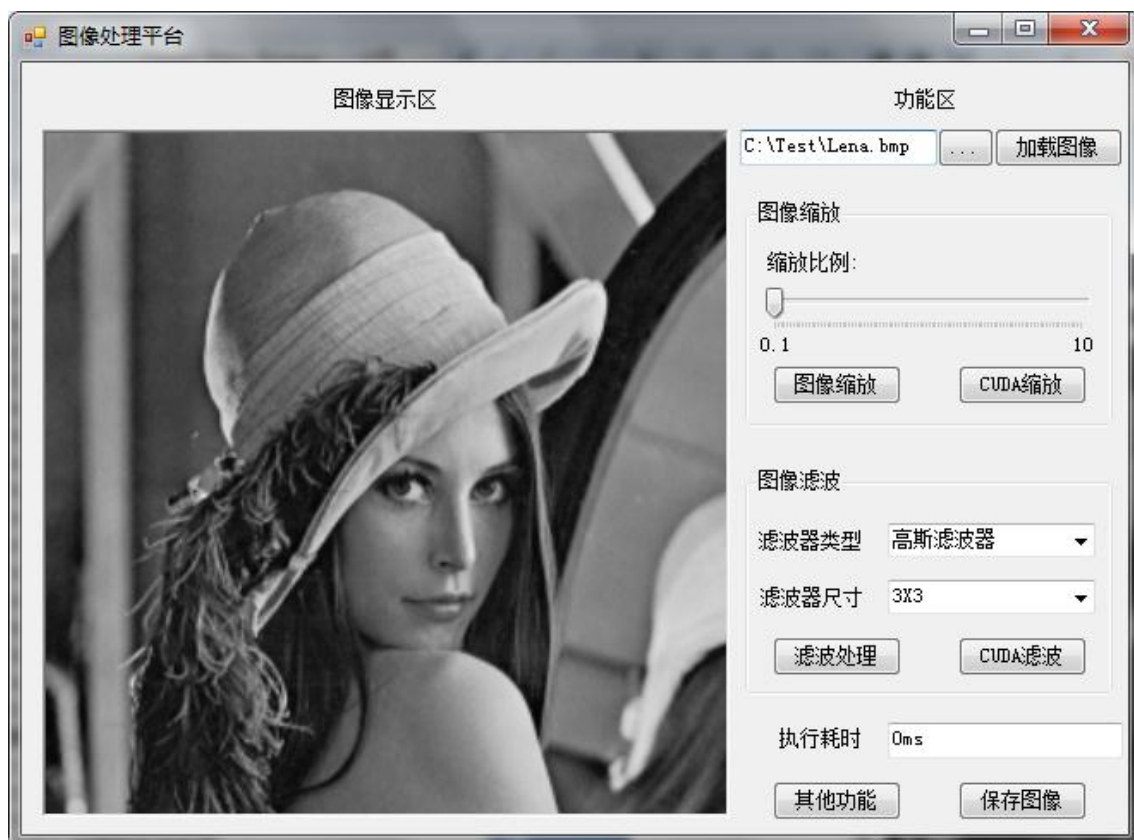 图像处理平台
图像显示区
功能区
C:\Test\Lena.bmp
...
加载图像
图像缩放
缩放比例:
0.1
10
图像缩放
CUDA缩放
图像滤波
滤波器类型
高斯滤波器
滤波器尺寸
3X3
滤波处理
CUDA滤波
执行耗时
0ms
其他功能
保存图像